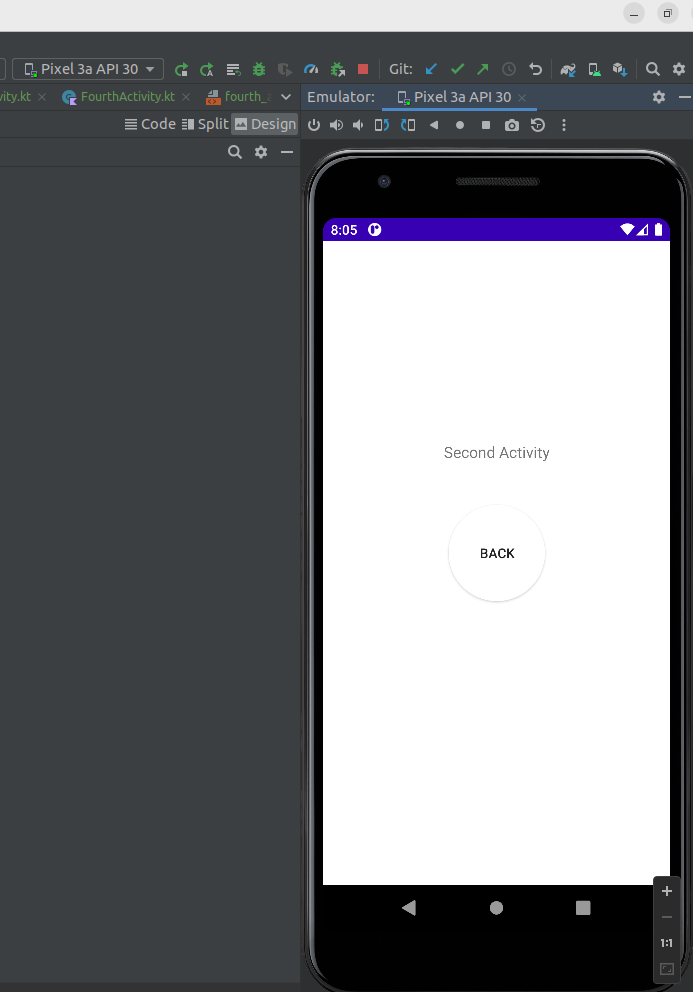 Pixel 3a API 30
Git:
vity.kt
FourthActivity.kt
fourth_
Emulator:
Pixel 3a API 30
Code
Split
Design
8:05
Second Activity
BACK
1:1